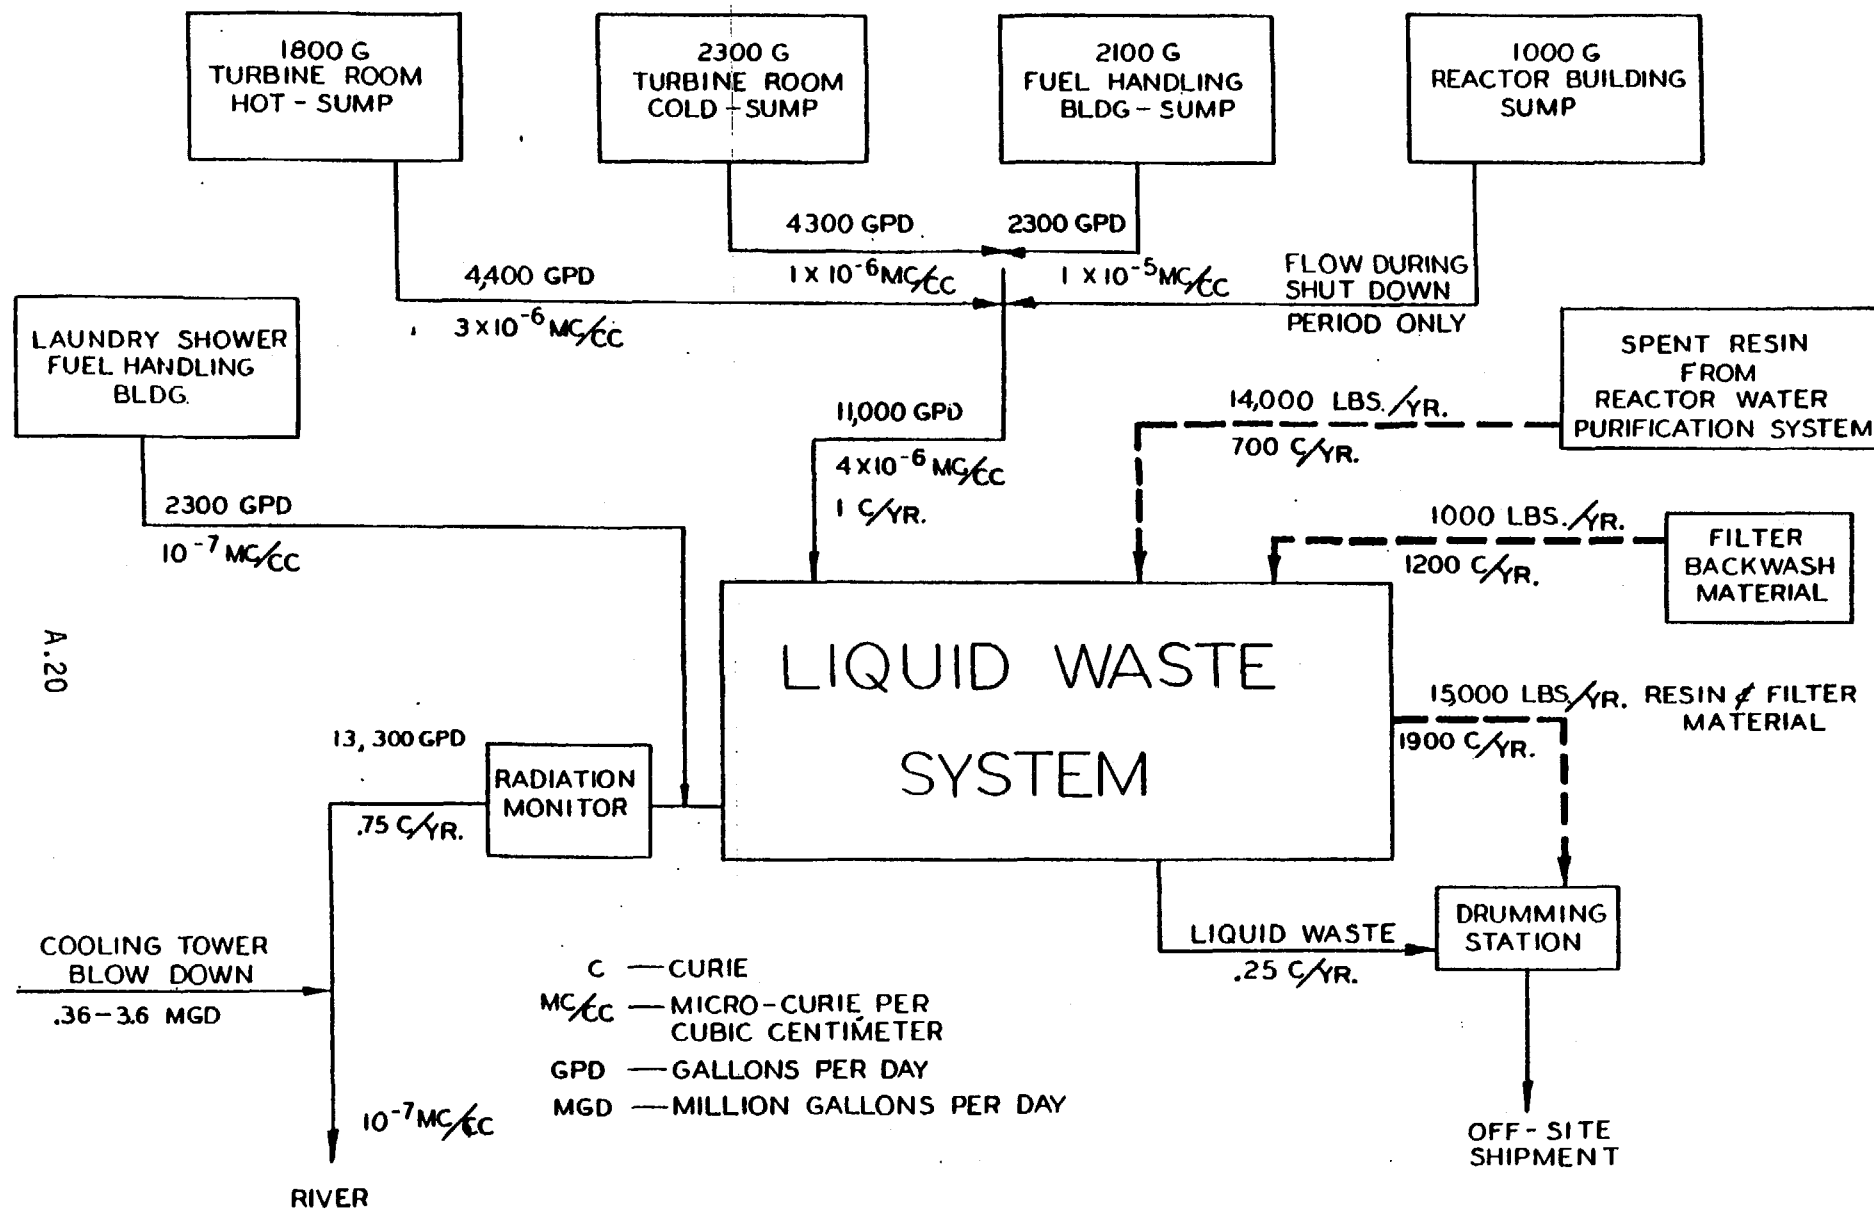 1800 G
TURBINE ROOM
HOT - SUMP
2300 G
TURBINE ROOM
COLD - SUMP
2100 G
FUEL HANDLING
BLDG - SUMP
1000 G
REACTOR BUILDING
SUMP
4300 GPD
1 X 10⁻⁶ MC/CC
2300 GPD
1 X 10⁻⁵ MC/CC
4,400 GPD
3 X 10⁻⁶ MC/CC
FLOW DURING
SHUT DOWN
PERIOD ONLY
LAUNDRY SHOWER
FUEL HANDLING
BLDG.
SPENT RESIN
FROM
REACTOR WATER
PURIFICATION SYSTEM
11,000 GPD
4 X 10⁻⁶ MC/CC
1 C/YR.
14,000 LBS./YR.
700 C/YR.
2300 GPD
10⁻⁷ MC/CC
1000 LBS./YR.
1200 C/YR.
FILTER
BACKWASH
MATERIAL
LIQUID WASTE
SYSTEM
A.20
15,000 LBS./YR. RESIN & FILTER
MATERIAL
1900 C/YR.
13,300 GPD
.75 C/YR.
RADIATION
MONITOR
DRUMMING
STATION
LIQUID WASTE
.25 C/YR.
COOLING TOWER
BLOW DOWN
.36-3.6 MGD
C — CURIE
MC/CC — MICRO-CURIE PER
CUBIC CENTIMETER
GPD — GALLONS PER DAY
MGD — MILLION GALLONS PER DAY
10⁻⁷ MC/CC
RIVER
OFF-SITE
SHIPMENT